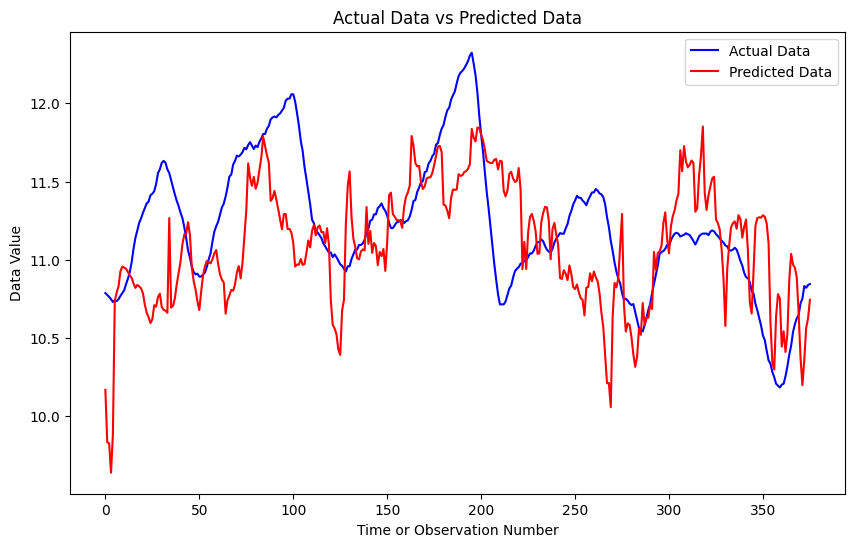 Actual Data vs Predicted Data
Actual Data
Predicted Data
Data Value
12.0
11.5
11.0
10.5
10.0
0
50
100
150
200
250
300
350
Time or Observation Number